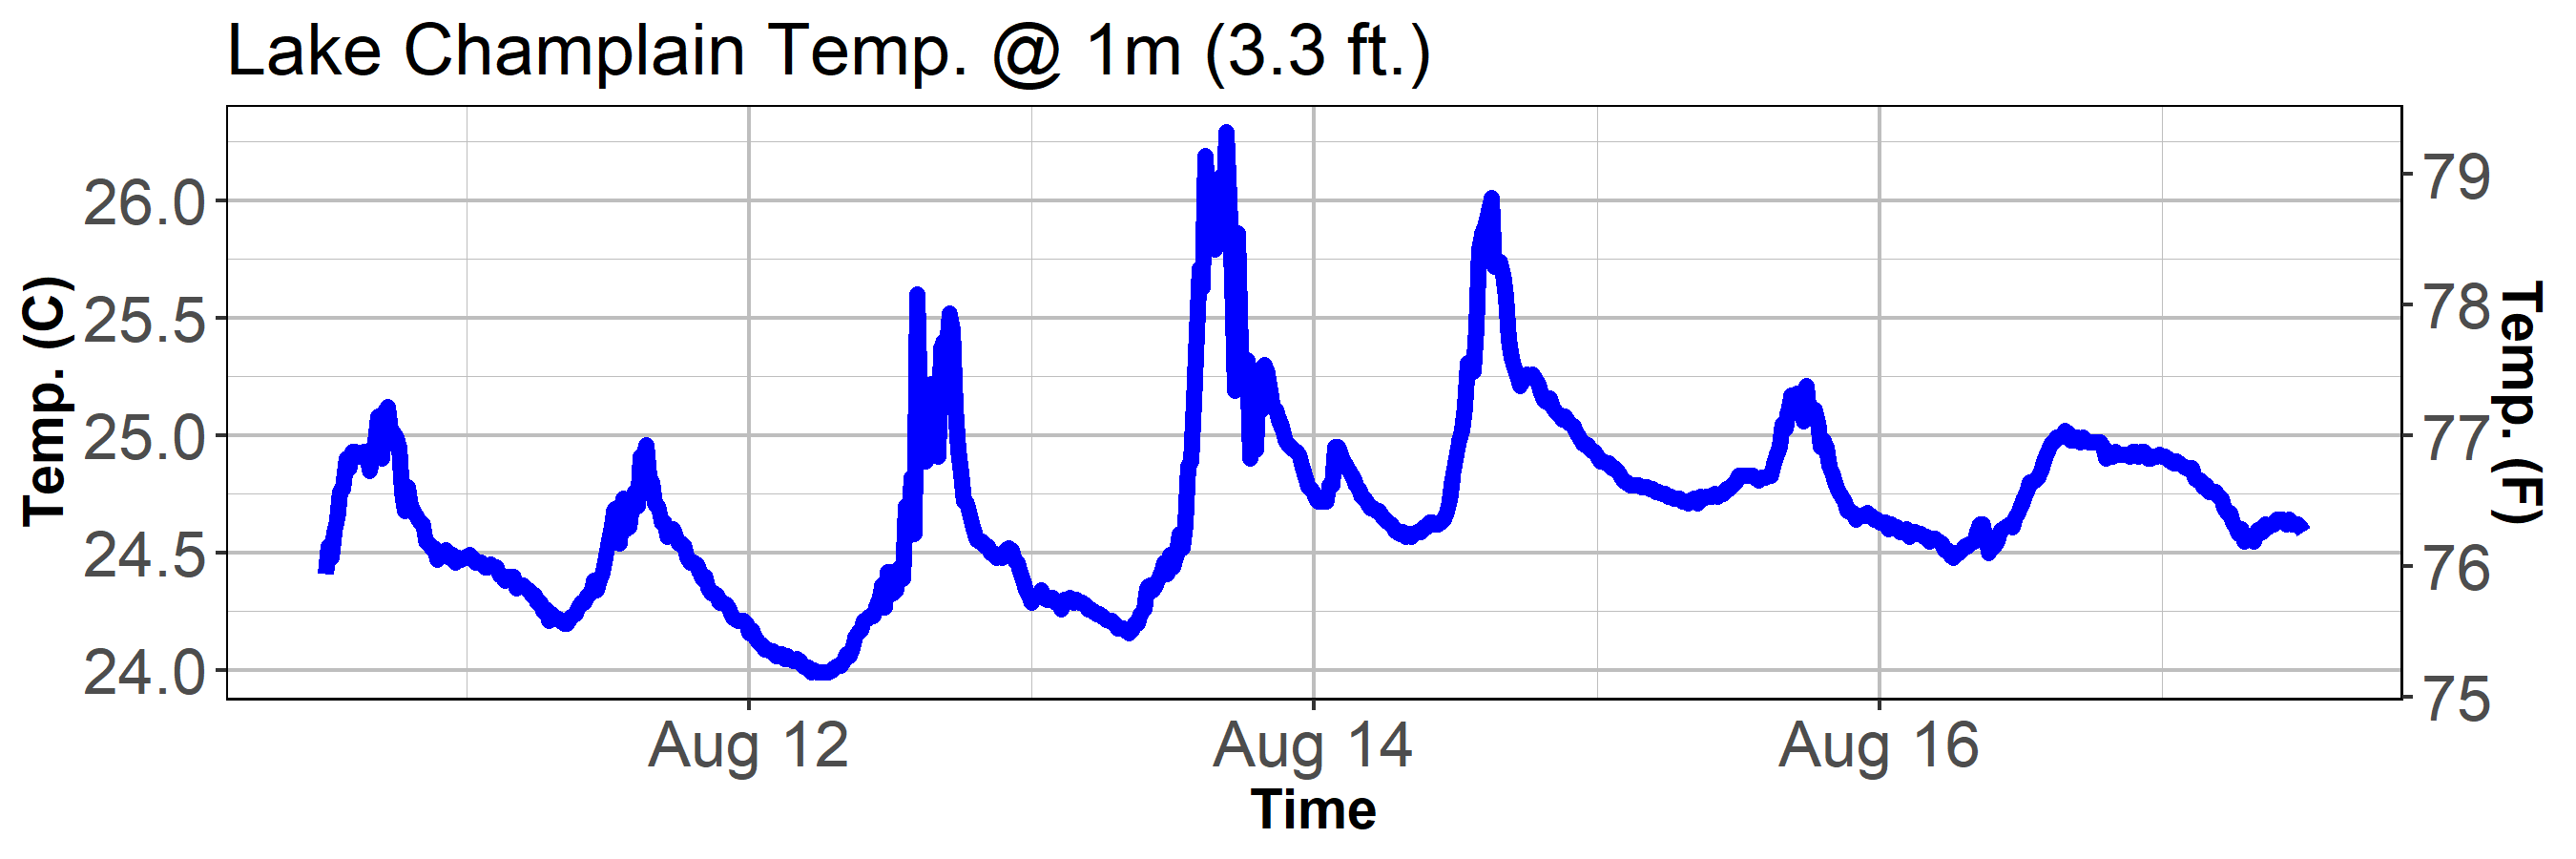 Lake Champlain Temp. @ 1m (3.3 ft.)
Temp. (C)
26.0
25.5
25.0
24.5
24.0
79
78
77
76
75
Temp. (F)
Aug 12 Aug 14 Aug 16
Time